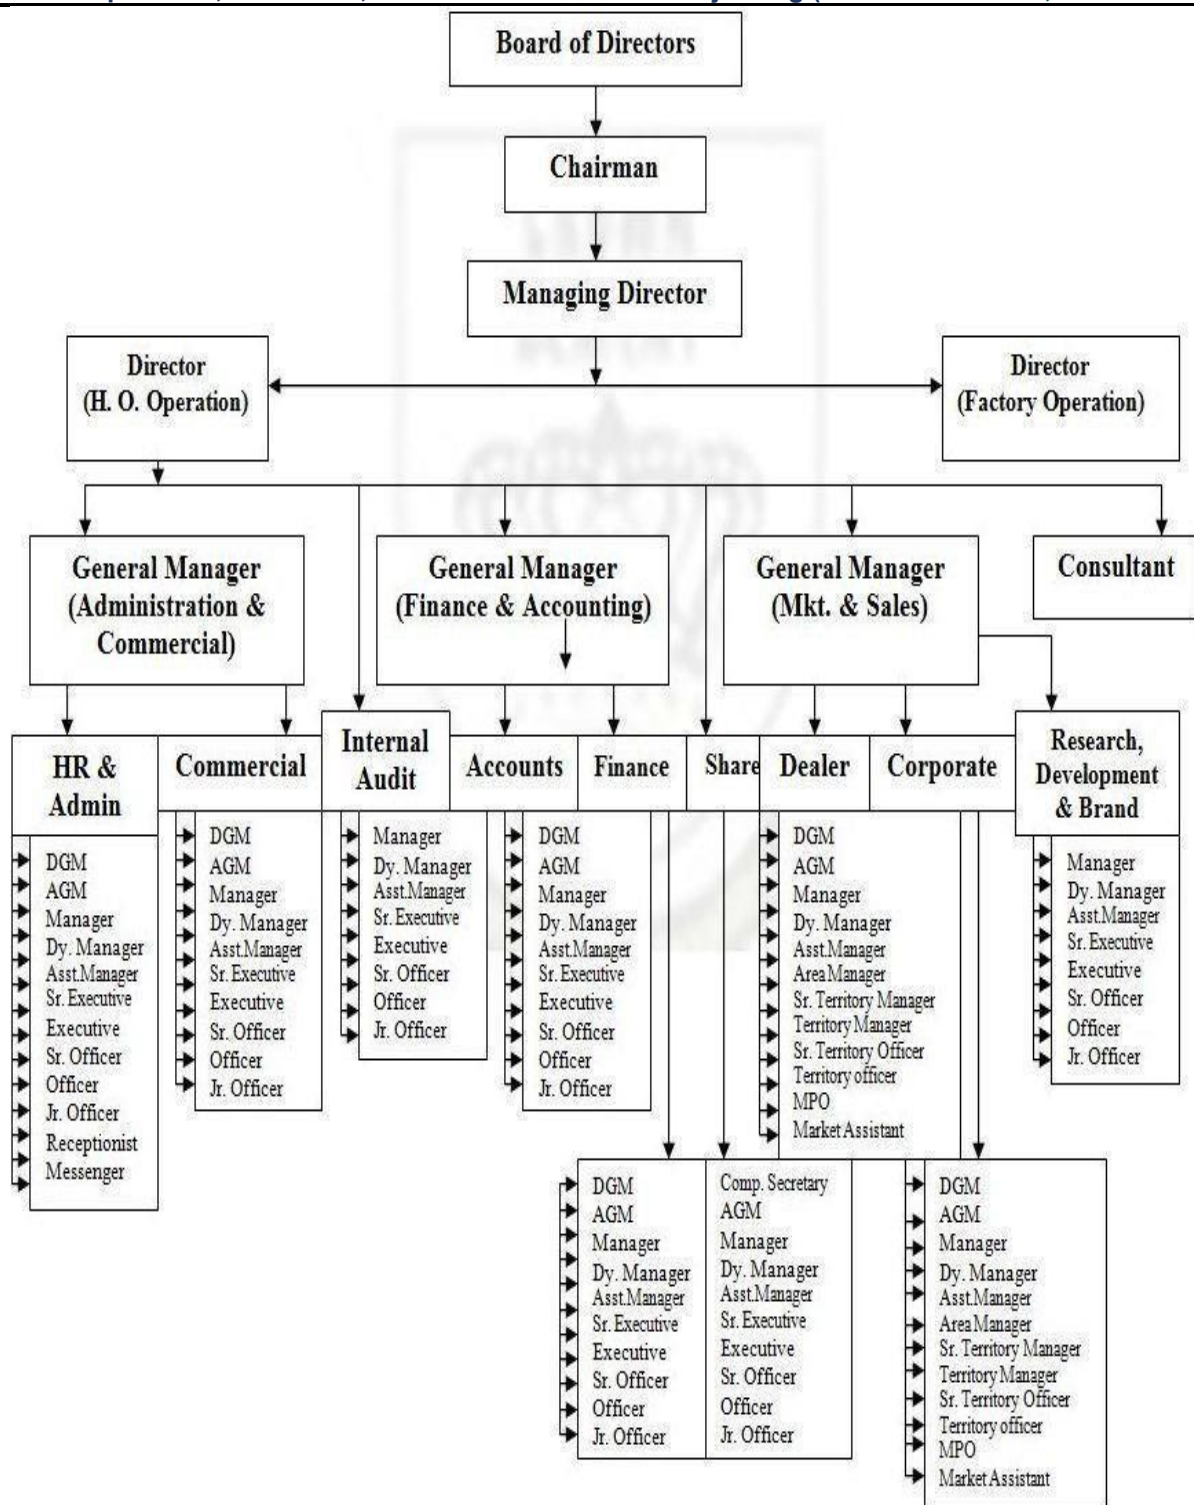 Board of Directors
Chairman
Managing Director
Director
(H. O. Operation)
Director
(Factory Operation)
General Manager
(Administration &
Commercial)
General Manager
(Finance & Accounting)
General Manager
(Mkt. & Sales)
Consultant
HR &
Admin
Commercial
Internal
Audit
Accounts
Finance
Share
Dealer
Corporate
Research,
Development
& Brand
DGM
AGM
Manager
Dy. Manager
Asst.Manager
Sr. Executive
Executive
Sr. Officer
Officer
Jr. Officer
Receptionist
Messenger
DGM
AGM
Manager
Dy. Manager
Asst.Manager
Sr. Executive
Executive
Sr. Officer
Officer
Jr. Officer
Manager
Dy. Manager
Asst.Manager
Sr. Executive
Executive
Sr. Officer
Officer
Jr. Officer
DGM
AGM
Manager
Dy. Manager
Asst.Manager
Sr. Executive
Executive
Sr. Officer
Officer
Jr. Officer
DGM
AGM
Manager
Dy. Manager
Asst.Manager
Area Manager
Sr. Territory Manager
Territory Manager
Sr. Territory Officer
Territory officer
MPO
Market Assistant
Manager
Dy. Manager
Asst.Manager
Sr. Executive
Executive
Sr. Officer
Officer
Jr. Officer
DGM
AGM
Manager
Dy. Manager
Asst.Manager
Sr. Executive
Executive
Sr. Officer
Officer
Jr. Officer
Comp. Secretary
AGM
Manager
Dy. Manager
Asst.Manager
Sr. Executive
Executive
Sr. Officer
Officer
Jr. Officer
DGM
AGM
Manager
Dy. Manager
Asst.Manager
Area Manager
Sr. Territory Manager
Territory Manager
Sr. Territory Officer
Territory officer
MPO
Market Assistant